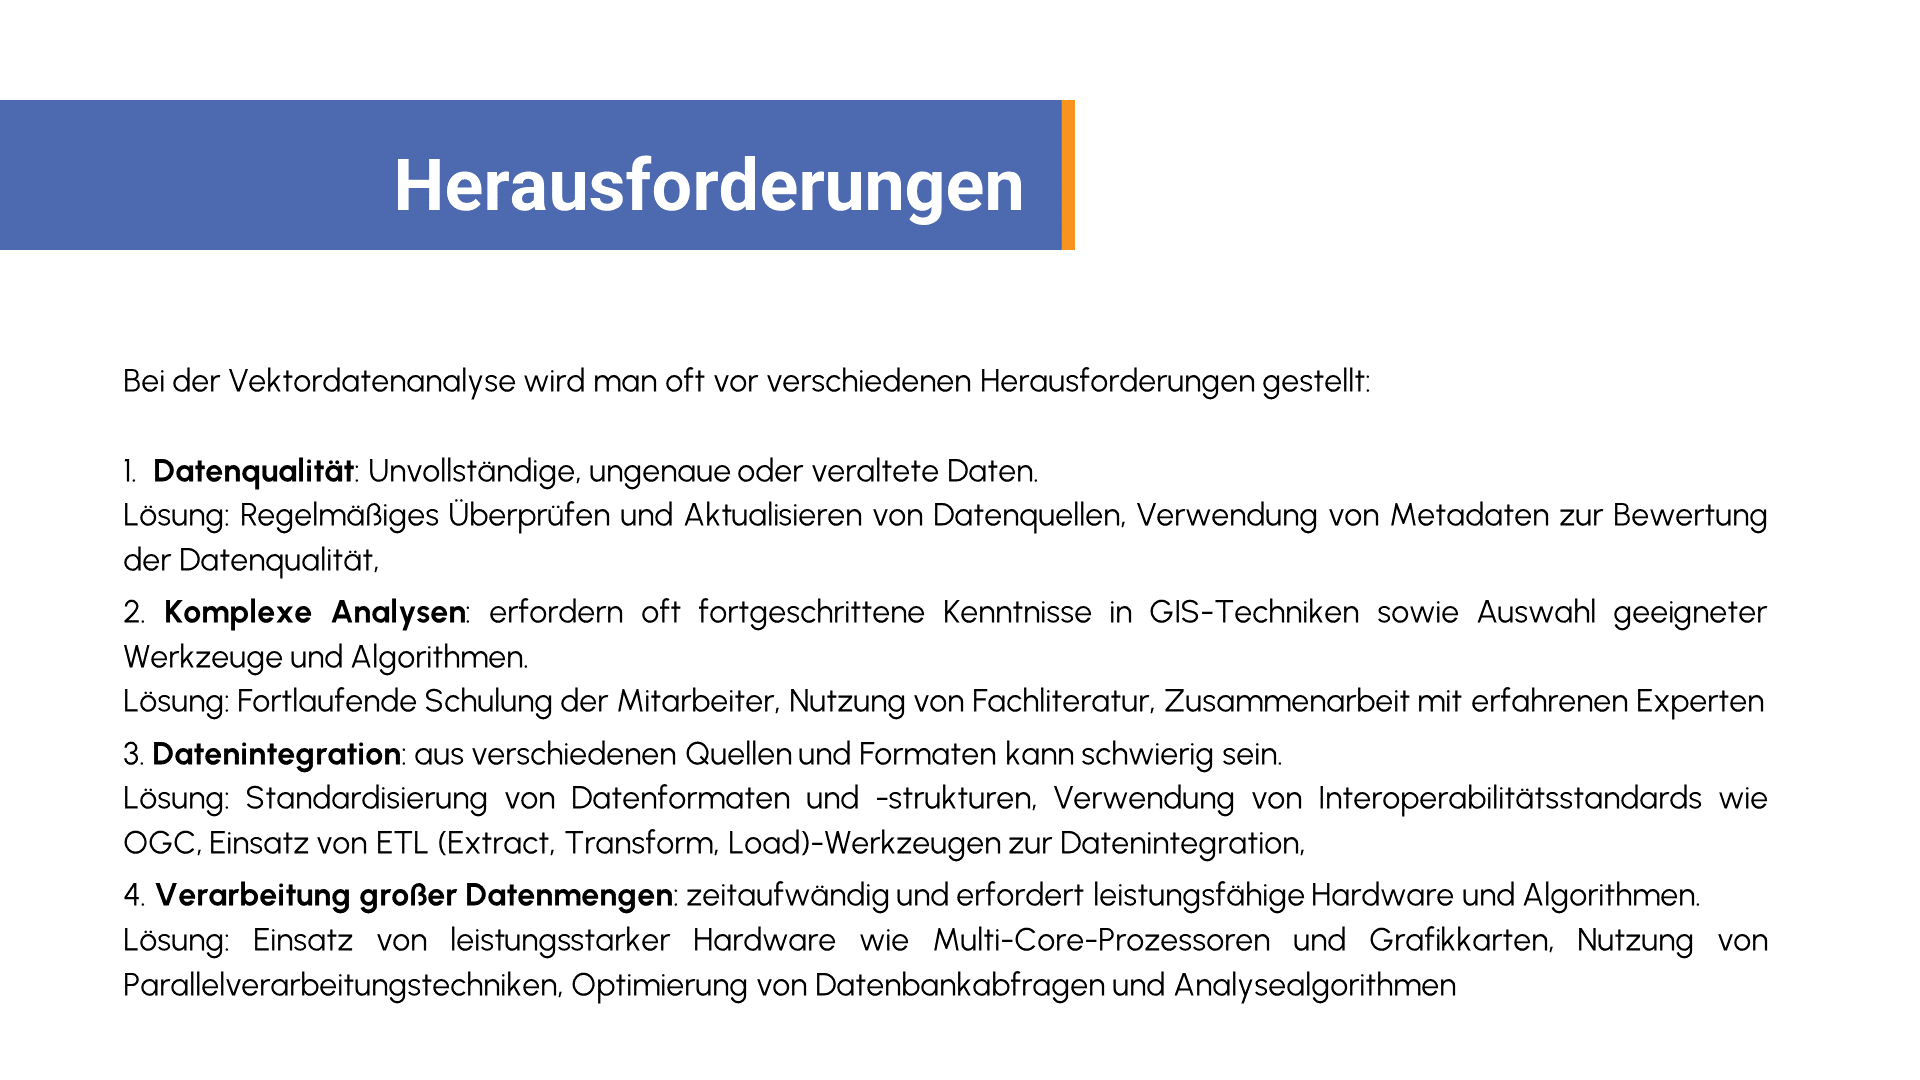 Herausforderungen
Bei der Vektordatenanalyse wird man oft vor verschiedenen Herausforderungen gestellt:
1. Datenqualität: Unvollständige, ungenaue oder veraltete Daten.
Lösung: Regelmäßiges Überprüfen und Aktualisieren von Datenquellen, Verwendung von Metadaten zur Bewertung
der Datenqualität,
2. Komplexe Analysen: erfordern oft fortgeschrittene Kenntnisse in GIS-Techniken sowie Auswahl geeigneter
Werkzeuge und Algorithmen.
Lösung: Fortlaufende Schulung der Mitarbeiter, Nutzung von Fachliteratur, Zusammenarbeit mit erfahrenen Experten
3. Datenintegration: aus verschiedenen Quellen und Formaten kann schwierig sein.
Lösung: Standardisierung von Datenformaten und -strukturen, Verwendung von Interoperabilitätsstandards wie
OGC, Einsatz von ETL (Extract, Transform, Load)-Werkzeugen zur Datenintegration,
4. Verarbeitung großer Datenmengen: zeitaufwändig und erfordert leistungsfähige Hardware und Algorithmen.
Lösung: Einsatz von leistungsstarker Hardware wie Multi-Core-Prozessoren und Grafikkarten, Nutzung von
Parallelverarbeitungstechniken, Optimierung von Datenbankabfragen und Analysealgorithmen